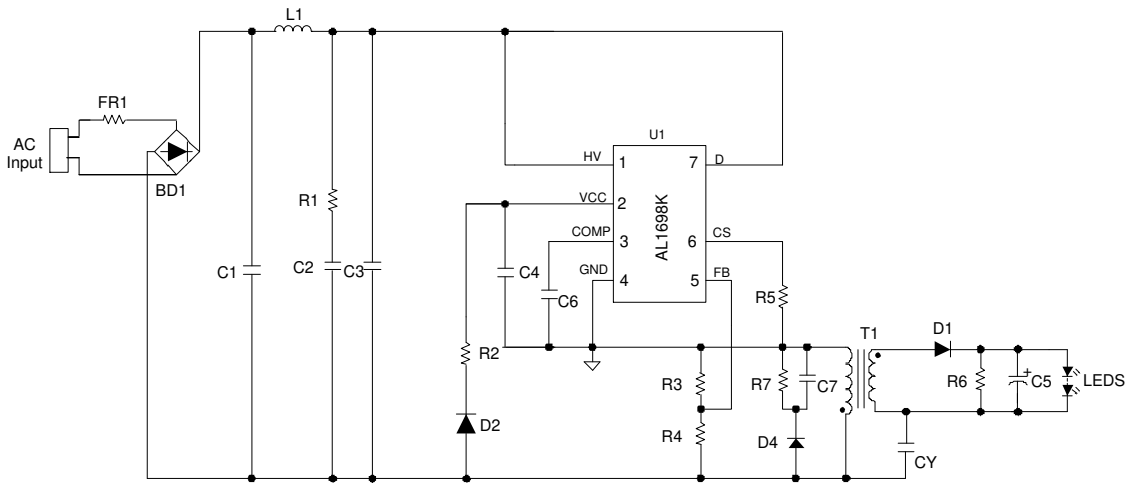 L1
FR1
AC
Input
BD1
U1
HV
1
7
D
R1
VCC
2
AL1698K
COMP
3
6
CS
C1
C2
C3
C4
GND
4
5
FB
C6
R5
T1
D1
R2
R3
R7
C7
R6
+
C5
LEDS
D2
R4
D4
CY